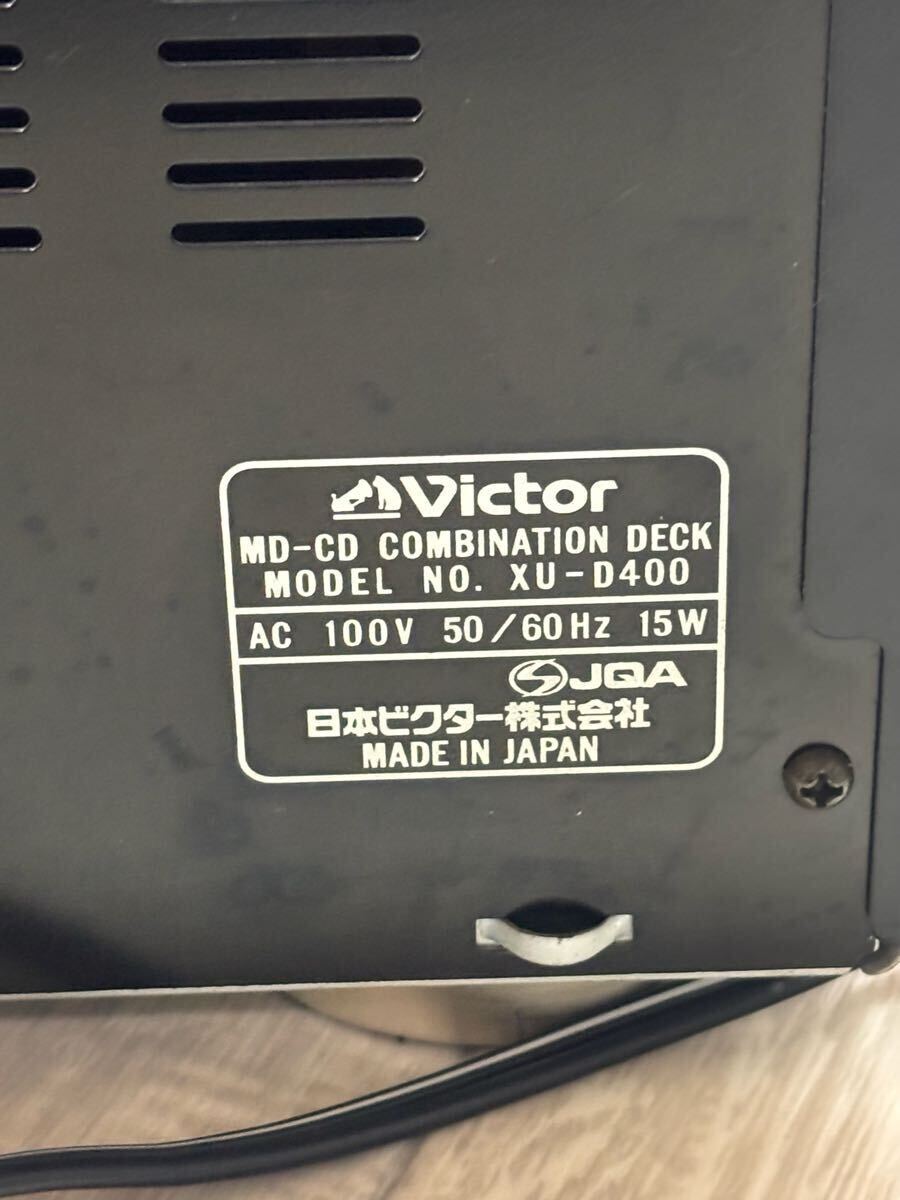 Victor
MD-CD COMBINATION DECK
MODEL NO. XU-D400
AC 100V 50/60Hz 15W
JQA
日本ビクター株式会社
MADE IN JAPAN